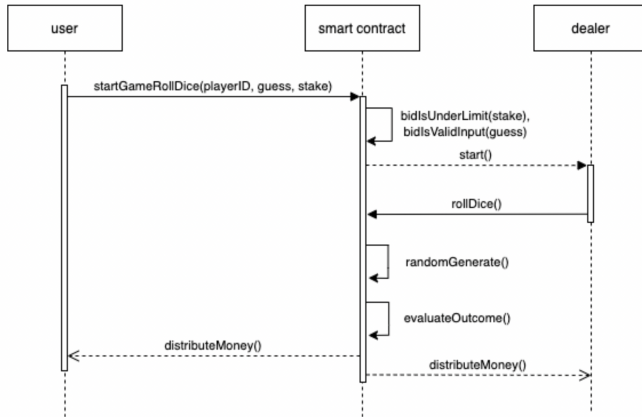 user
smart contract
dealer
startGameRollDice(playerID, guess, stake)
bidIsUnderLimit(stake),
bidIsValidInput(guess)
start()
rollDice()
randomGenerate()
evaluateOutcome()
distributeMoney()
distributeMoney()